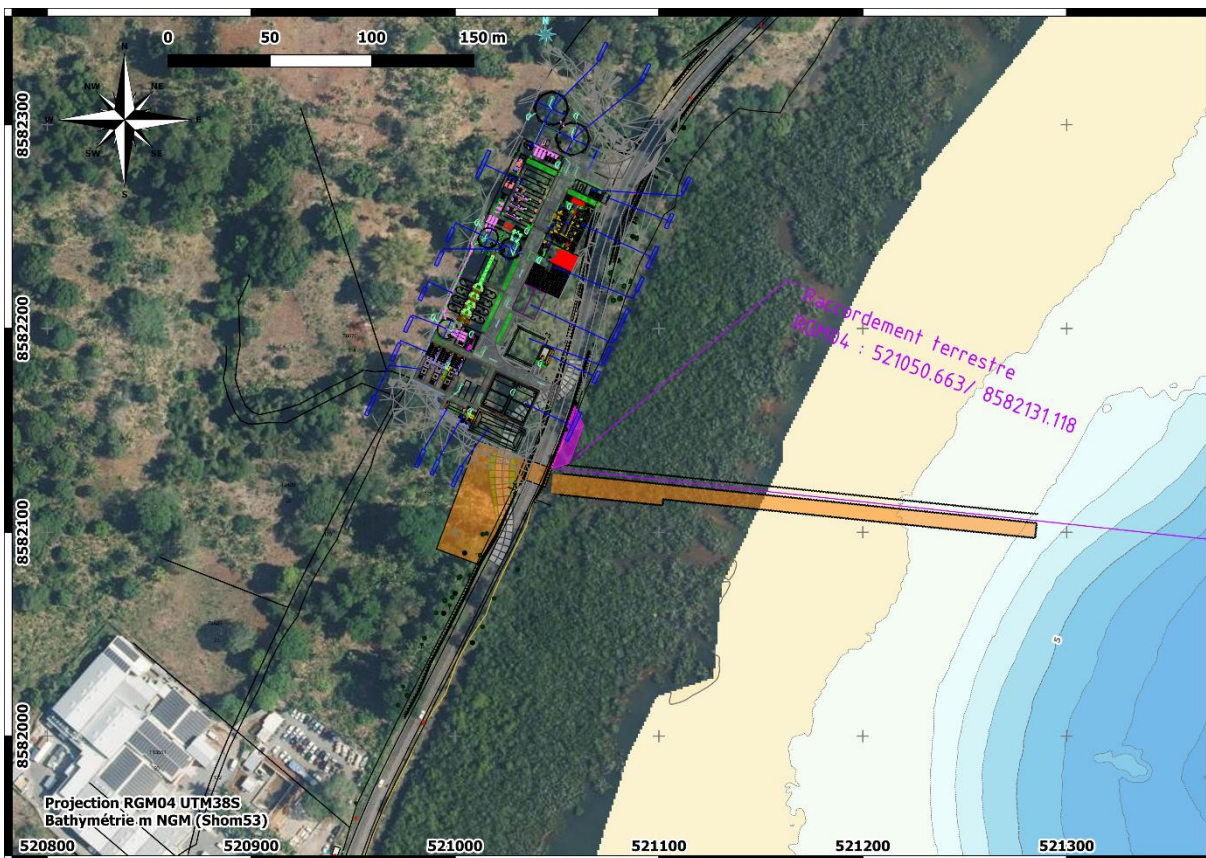 N
0 50 100 150 m
N
NW NE
W E
SW SE
S
8582300
8582200
8582100
8582000
Raccordement terrestre
RGM04 : 521050.663/ 8582131.118
5
Projection RGM04 UTM38S
Bathymétrie m NGM (Shom53)
520800 520900 521000 521100 521200 521300